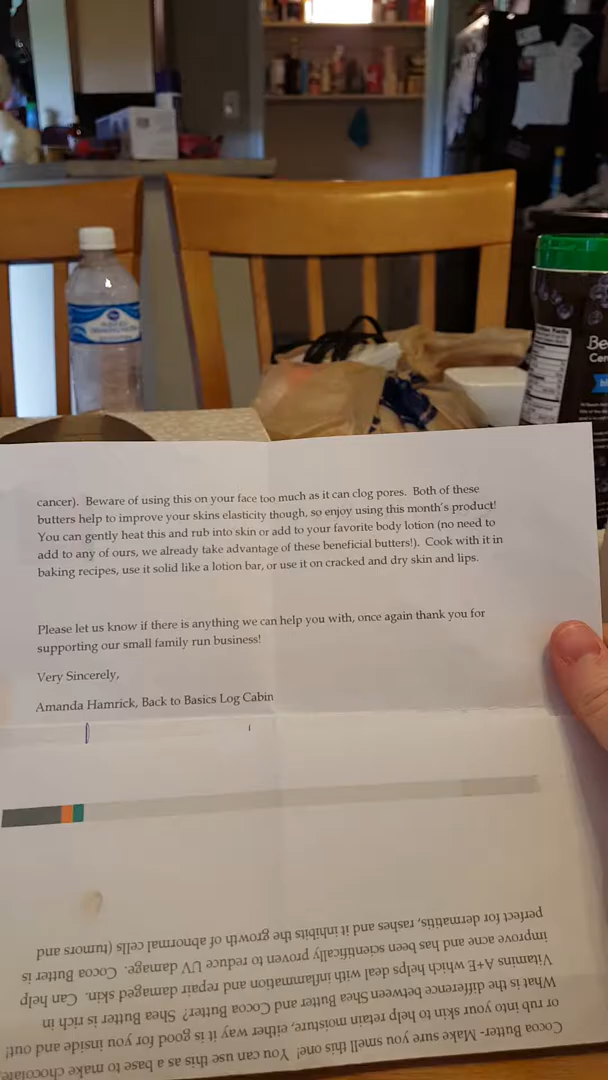 cancer).  Beware of using this on your face too much as it can clog pores.  Both of these
butters help to improve your skins elasticity though, so enjoy using this month's product!
You can gently heat this and rub into skin or add to your favorite body lotion (no need to
add to any of ours, we already take advantage of these beneficial butters!).  Cook with it in
baking recipes, use it solid like a lotion bar, or use it on cracked and dry skin and lips.
Please let us know if there is anything we can help you with, once again thank you for
supporting our small family run business!
Very Sincerely,
Amanda Hamrick, Back to Basics Log Cabin
Cocoa Butter- Make sure you smell this one!  You can use this as a base to make chocolate,
or rub into your skin to help retain moisture, either way it is good for you inside and out!
What is the difference between Shea Butter and Cocoa Butter?  Shea Butter is rich in
Vitamins A+E which helps deal with inflammation and repair damaged skin.  Can help
improve acne and has been scientifically proven to reduce UV damage.  Cocoa Butter is
perfect for dermatitis, rashes and it inhibits the growth of abnormal cells (tumors and
Be
Cen